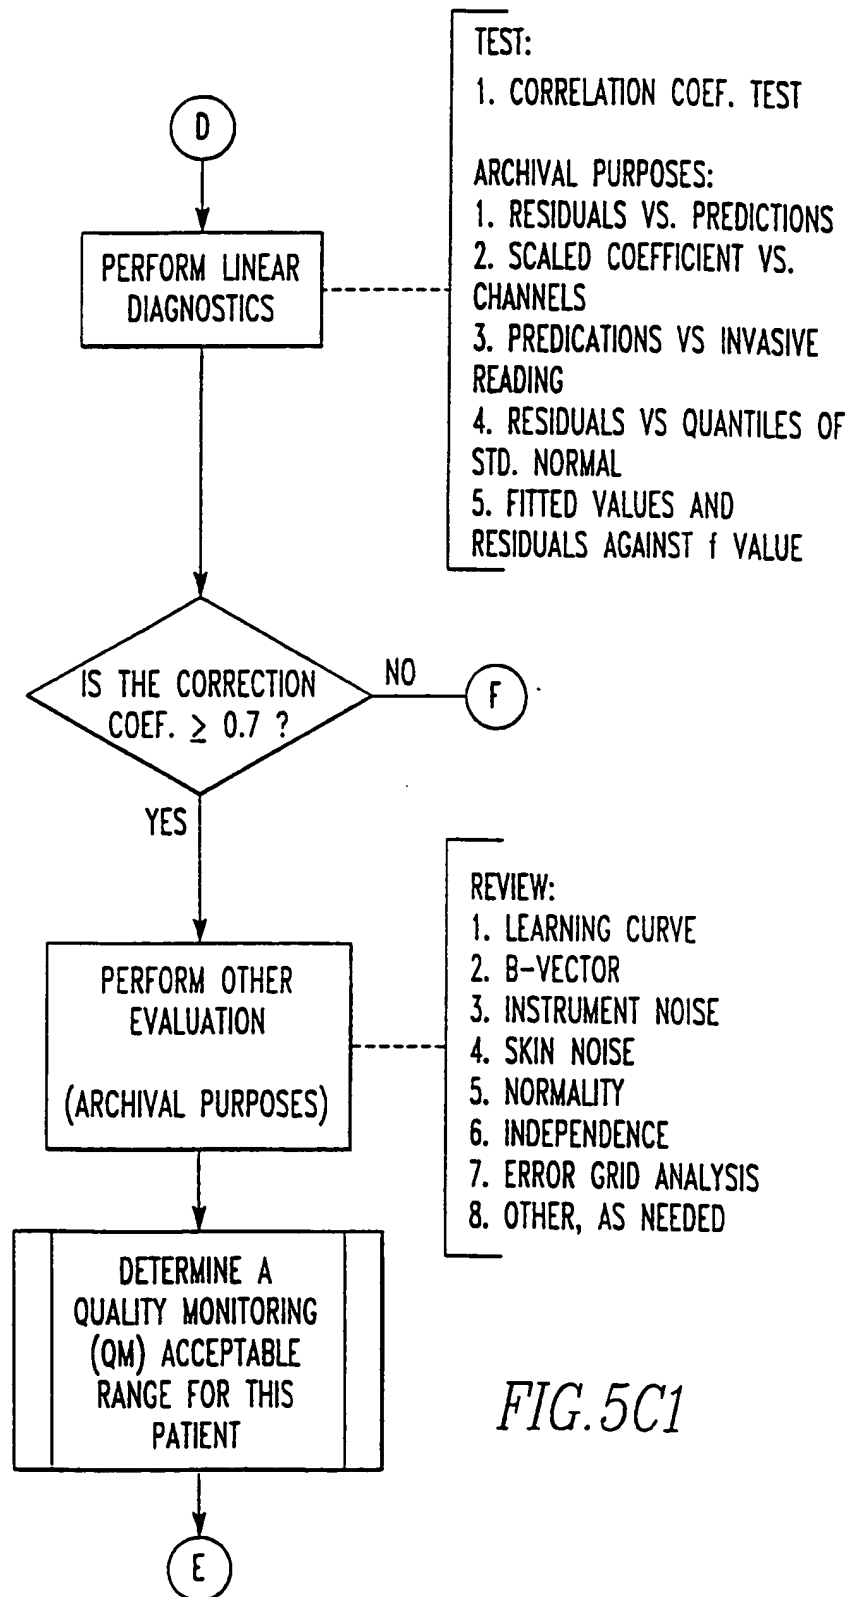 D
PERFORM LINEAR
DIAGNOSTICS
TEST:
1. CORRELATION COEF. TEST
ARCHIVAL PURPOSES:
1. RESIDUALS VS. PREDICTIONS
2. SCALED COEFFICIENT VS.
CHANNELS
3. PREDICATIONS VS INVASIVE
READING
4. RESIDUALS VS QUANTILES OF
STD. NORMAL
5. FITTED VALUES AND
RESIDUALS AGAINST f VALUE
IS THE CORRECTION
COEF. ≥ 0.7 ?
NO
F
YES
PERFORM OTHER
EVALUATION
(ARCHIVAL PURPOSES)
REVIEW:
1. LEARNING CURVE
2. B-VECTOR
3. INSTRUMENT NOISE
4. SKIN NOISE
5. NORMALITY
6. INDEPENDENCE
7. ERROR GRID ANALYSIS
8. OTHER, AS NEEDED
DETERMINE A
QUALITY MONITORING
(QM) ACCEPTABLE
RANGE FOR THIS
PATIENT
E
FIG.5C1